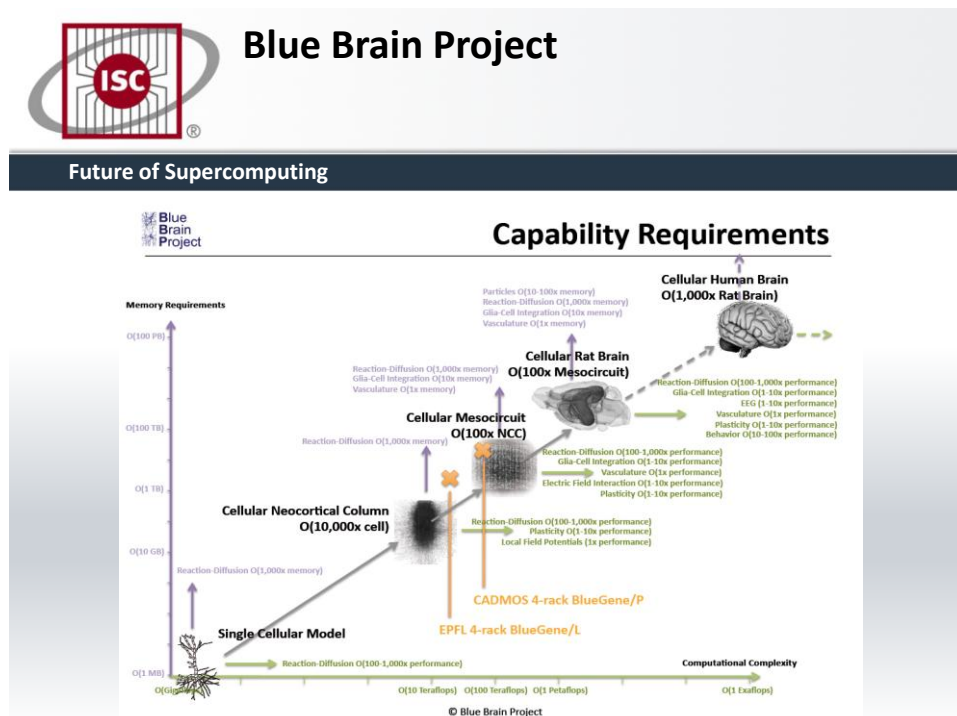 Blue Brain Project
ISC
®
Future of Supercomputing
Blue
Brain
Project
Capability Requirements
Cellular Human Brain
O(1,000x Rat Brain)
Particles O(10-100x memory)
Reaction-Diffusion O(1,000x memory)
Glia-Cell Integration O(10x memory)
Vasculature O(1x memory)
Memory Requirements
O(100 PB)
Cellular Rat Brain
O(100x Mesocircuit)
Reaction-Diffusion O(1,000x memory)
Glia-Cell Integration O(10x memory)
Vasculature O(1x memory)
Reaction-Diffusion O(100-1,000x performance)
Glia-Cell Integration O(1-10x performance)
EEG (1-10x performance)
Vasculature O(1x performance)
Plasticity O(1-10x performance)
Behavior O(10-100x performance)
Cellular Mesocircuit
O(100x NCC)
O(100 TB)
Reaction-Diffusion O(1,000x memory)
Reaction-Diffusion O(100-1,000x performance)
Glia-Cell Integration O(1-10x performance)
Vasculature O(1x performance)
Electric Field Interaction O(1-10x performance)
Plasticity O(1-10x performance)
O(1 TB)
Cellular Neocortical Column
O(10,000x cell)
Reaction-Diffusion O(100-1,000x performance)
Plasticity O(1-10x performance)
Local Field Potentials (1x performance)
O(10 GB)
Reaction-Diffusion O(1,000x memory)
CADMOS 4-rack BlueGene/P
EPFL 4-rack BlueGene/L
Single Cellular Model
Reaction-Diffusion O(100-1,000x performance)
Computational Complexity
O(1 MB)
O(10 Teraflops) O(100 Teraflops) O(1 Petaflops) O(1 Exaflops)
© Blue Brain Project